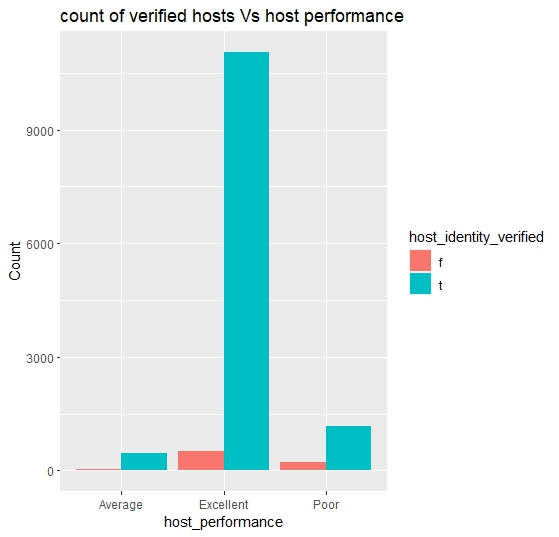 count of verified hosts Vs host performance
Count
9000
6000
3000
0
Average Excellent Poor
host_performance
host_identity_verified
f
t